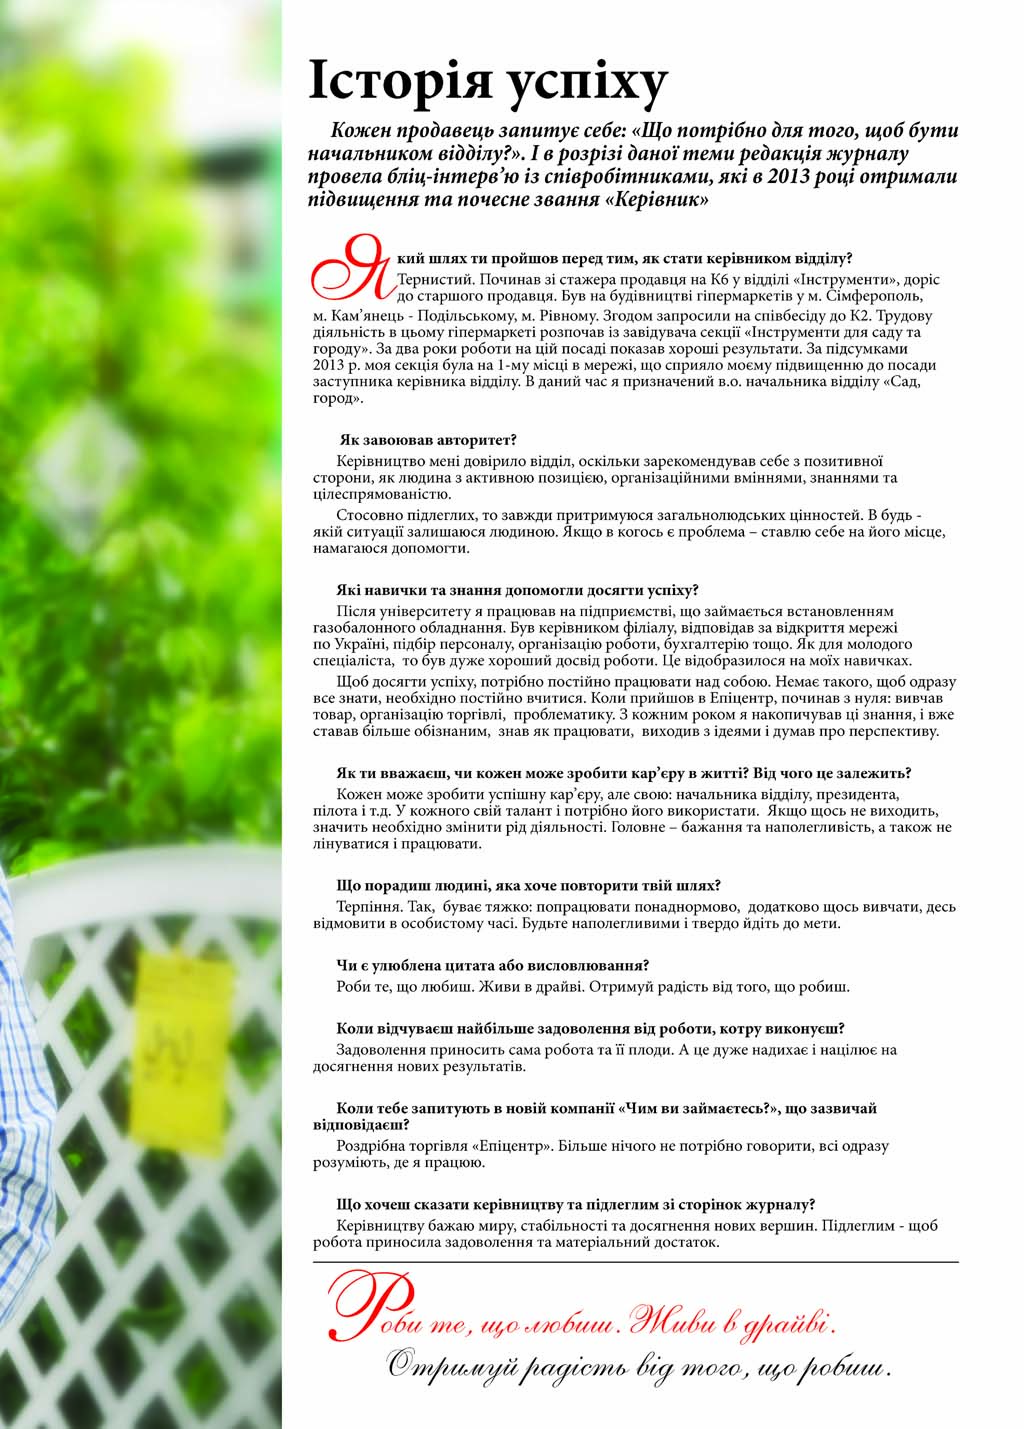 Історія успіху
Кожен продавець запитує себе: «Що потрібно для того, щоб бути
начальником відділу?». І в розрізі даної теми редакція журналу
провела бліц-інтерв’ю із співробітниками, які в 2013 році отримали
підвищення та почесне звання «Керівник»
Який шлях ти пройшов перед тим, як стати керівником відділу?
Тернистий. Починав зі стажера продавця на К6 у відділі «Інструменти», доріс
до старшого продавця. Був на будівництві гіпермаркетів у м. Сімферополь,
м. Кам’янець - Подільському, м. Рівному. Згодом запросили на співбесіду до К2. Трудову
діяльність в цьому гіпермаркеті розпочав із завідувача секції «Інструменти для саду та
городу». За два роки роботи на цій посаді показав хороші результати. За підсумками
2013 р. моя секція була на 1-му місці в мережі, що сприяло моєму підвищенню до посади
заступника керівника відділу. В даний час я призначений в.о. начальника відділу «Сад,
город».
Як завоював авторитет?
Керівництво мені довірило відділ, оскільки зарекомендував себе з позитивної
сторони, як людина з активною позицією, організаційними вміннями, знаннями та
цілеспрямованістю.
Стосовно підлеглих, то завжди притримуюся загальнолюдських цінностей. В будь -
якій ситуації залишаюся людиною. Якщо в когось є проблема – ставлю себе на його місце,
намагаюся допомогти.
Які навички та знання допомогли досягти успіху?
Після університету я працював на підприємстві, що займається встановленням
газобалонного обладнання. Був керівником філіалу, відповідав за відкриття мережі
по Україні, підбір персоналу, організацію роботи, бухгалтерію тощо. Як для молодого
спеціаліста, то був дуже хороший досвід роботи. Це відобразилося на моїх навичках.
Щоб досягти успіху, потрібно постійно працювати над собою. Немає такого, щоб одразу
все знати, необхідно постійно вчитися. Коли прийшов в Епіцентр, починав з нуля: вивчав
товар, організацію торгівлі, проблематику. З кожним роком я накопичував ці знання, і вже
ставав більше обізнаним, знав як працювати, виходив з ідеями і думав про перспективу.
Як ти вважаєш, чи кожен може зробити кар’єру в житті? Від чого це залежить?
Кожен може зробити успішну кар’єру, але свою: начальника відділу, президента,
пілота і т.д. У кожного свій талант і потрібно його використати. Якщо щось не виходить,
значить необхідно змінити рід діяльності. Головне – бажання та наполегливість, а також не
лінуватися і працювати.
Що порадиш людині, яка хоче повторити твій шлях?
Терпіння. Так, буває тяжко: попрацювати понаднормово, додатково щось вивчати, десь
відмовити в особистому часі. Будьте наполегливими і твердо йдіть до мети.
Чи є улюблена цитата або висловлювання?
Роби те, що любиш. Живи в драйві. Отримуй радість від того, що робиш.
Коли відчуваєш найбільше задоволення від роботи, котру виконуєш?
Задоволення приносить сама робота та її плоди. А це дуже надихає і націлює на
досягнення нових результатів.
Коли тебе запитують в новій компанії «Чим ви займаєтесь?», що зазвичай
відповідаєш?
Роздрібна торгівля «Епіцентр». Більше нічого не потрібно говорити, всі одразу
розуміють, де я працюю.
Що хочеш сказати керівництву та підлеглим зі сторінок журналу?
Керівництву бажаю миру, стабільності та досягнення нових вершин. Підлеглим - щоб
робота приносила задоволення та матеріальний достаток.
Роби те, що любиш. Живи в драйві.
Отримуй радість від того, що робиш.